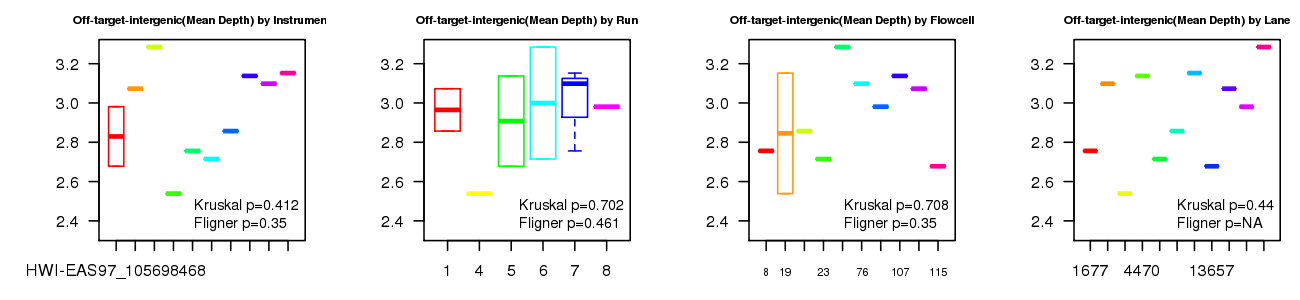 Off-target-intergenic(Mean Depth) by Instrumen
3.2
3.0
2.8
2.6
2.4
Kruskal p=0.412
Fligner p=0.35
HWI-EAS97_105698468
Off-target-intergenic(Mean Depth) by Run
3.2
3.0
2.8
2.6
2.4
Kruskal p=0.702
Fligner p=0.461
1 4 5 6 7 8
Off-target-intergenic(Mean Depth) by Flowcell
3.2
3.0
2.8
2.6
2.4
Kruskal p=0.708
Fligner p=0.35
8 19 23 76 107 115
Off-target-intergenic(Mean Depth) by Lane
3.2
3.0
2.8
2.6
2.4
Kruskal p=0.44
Fligner p=NA
1677 4470 13657